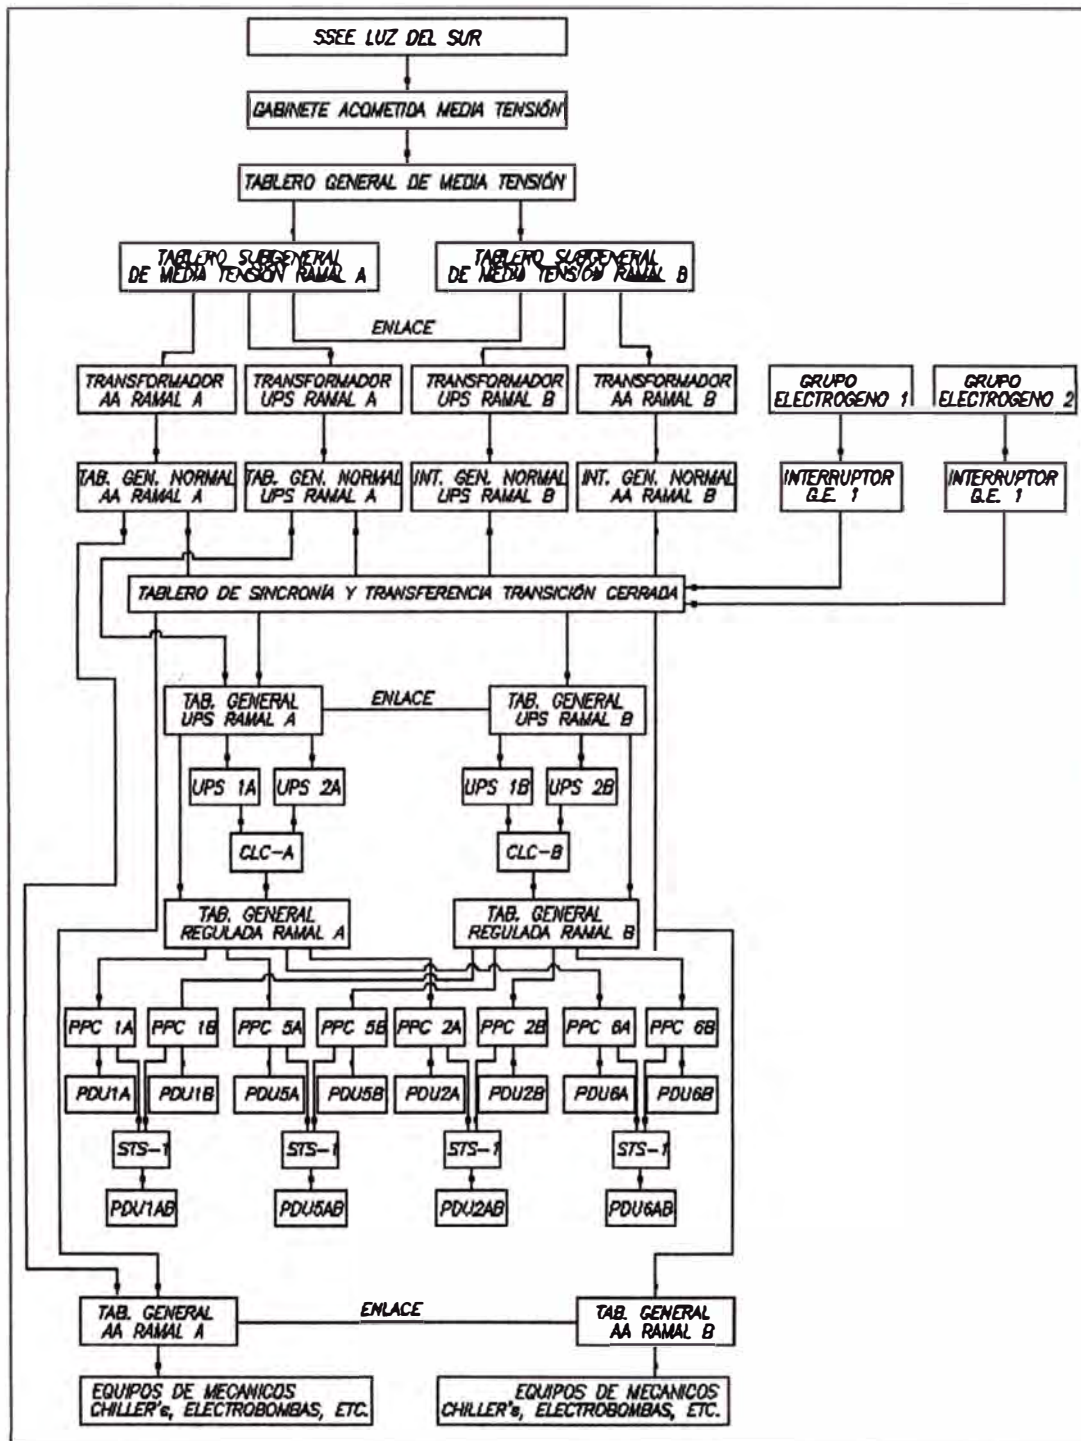 SSEE LUZ DEL SUR
GABINETE ACOMETIDA MEDIA TENSIÓN
TABLERO GENERAL DE MEDIA TENSIÓN
TABLERO SUBGENERAL
DE MEDIA TENSIÓN RAMAL A
TABLERO SUBGENERAL
DE MEDIA TENSIÓN RAMAL B
ENLACE
TRANSFORMADOR
AA RAMAL A
TRANSFORMADOR
UPS RAMAL A
TRANSFORMADOR
UPS RAMAL B
TRANSFORMADOR
AA RAMAL B
GRUPO
ELECTROGENO 1
GRUPO
ELECTROGENO 2
TAB. GEN. NORMAL
AA RAMAL A
TAB. GEN. NORMAL
UPS RAMAL A
INT. GEN. NORMAL
UPS RAMAL B
INT. GEN. NORMAL
AA RAMAL B
INTERRUPTOR
G.E. 1
INTERRUPTOR
G.E. 1
TABLERO DE SINCRONÍA Y TRANSFERENCIA TRANSICIÓN CERRADA
TAB. GENERAL
UPS RAMAL A
ENLACE
TAB. GENERAL
UPS RAMAL B
UPS 1A
UPS 2A
UPS 1B
UPS 2B
CLC-A
CLC-B
TAB. GENERAL
REGULADA RAMAL A
TAB. GENERAL
REGULADA RAMAL B
PPC 1A
PPC 1B
PPC 5A
PPC 5B
PPC 2A
PPC 2B
PPC 6A
PPC 6B
PDU1A
PDU1B
PDU5A
PDU5B
PDU2A
PDU2B
PDU6A
PDU6B
STS-1
STS-1
STS-1
STS-1
PDU1AB
PDU5AB
PDU2AB
PDU6AB
TAB. GENERAL
AA RAMAL A
ENLACE
TAB. GENERAL
AA RAMAL B
EQUIPOS DE MECANICOS
CHILLER's, ELECTROBOMBAS, ETC.
EQUIPOS DE MECANICOS
CHILLER's, ELECTROBOMBAS, ETC.